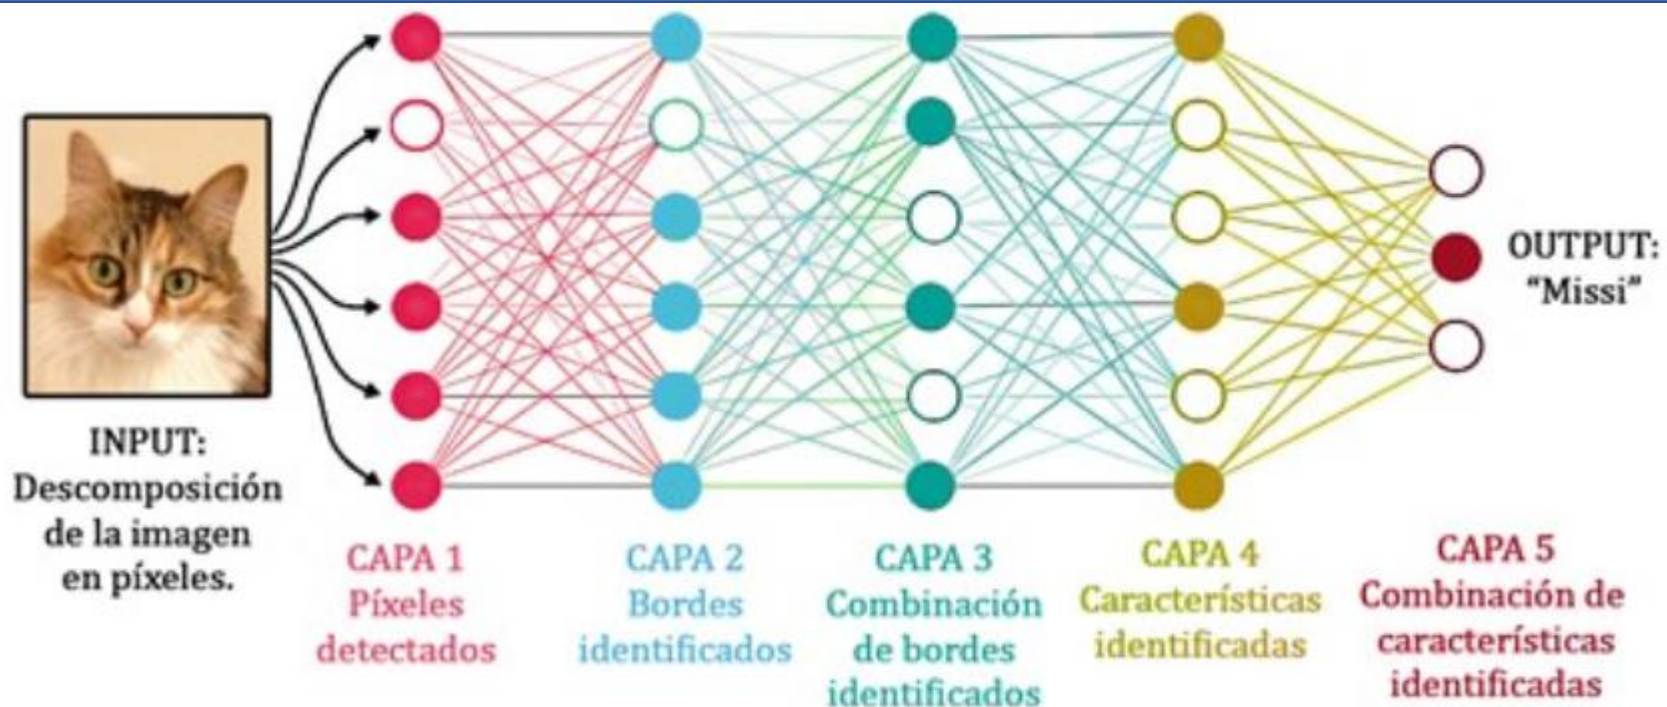 INPUT:
Descomposición
de la imagen
en píxeles.
CAPA 1
Píxeles
detectados
CAPA 2
Bordes
identificados
CAPA 3
Combinación
de bordes
identificados
CAPA 4
Características
identificadas
CAPA 5
Combinación de
características
identificadas
OUTPUT:
“Missi”